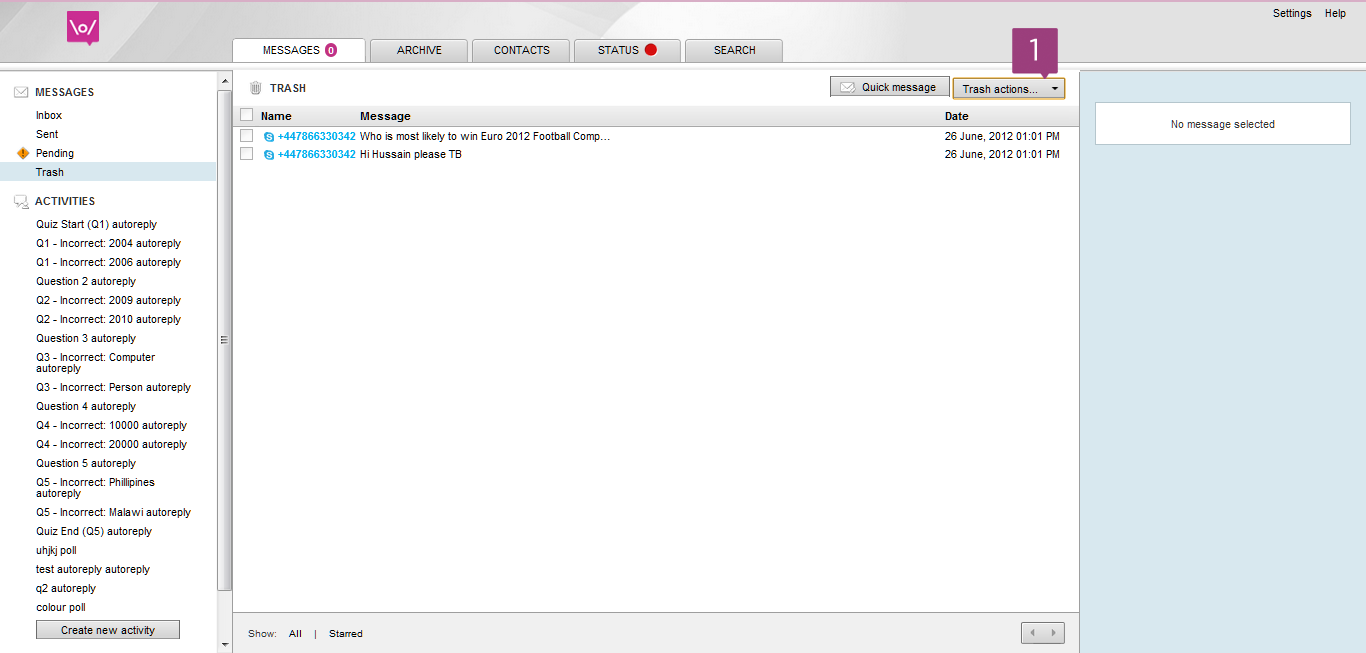 \o/
Settings Help
MESSAGES 0
ARCHIVE
CONTACTS
STATUS
SEARCH
1
MESSAGES
Inbox
Sent
Pending
Trash
ACTIVITIES
Quiz Start (Q1) autoreply
Q1 - Incorrect: 2004 autoreply
Q1 - Incorrect: 2006 autoreply
Question 2 autoreply
Q2 - Incorrect: 2009 autoreply
Q2 - Incorrect: 2010 autoreply
Question 3 autoreply
Q3 - Incorrect: Computer
autoreply
Q3 - Incorrect: Person autoreply
Question 4 autoreply
Q4 - Incorrect: 10000 autoreply
Q4 - Incorrect: 20000 autoreply
Question 5 autoreply
Q5 - Incorrect: Phillipines
autoreply
Q5 - Incorrect: Malawi autoreply
Quiz End (Q5) autoreply
uhjkj poll
test autoreply autoreply
q2 autoreply
colour poll
Create new activity
TRASH
Quick message
Trash actions...
Name Message Date
+447866330342 Who is most likely to win Euro 2012 Football Comp... 26 June, 2012 01:01 PM
+447866330342 Hi Hussain please TB 26 June, 2012 01:01 PM
Show: All | Starred
No message selected